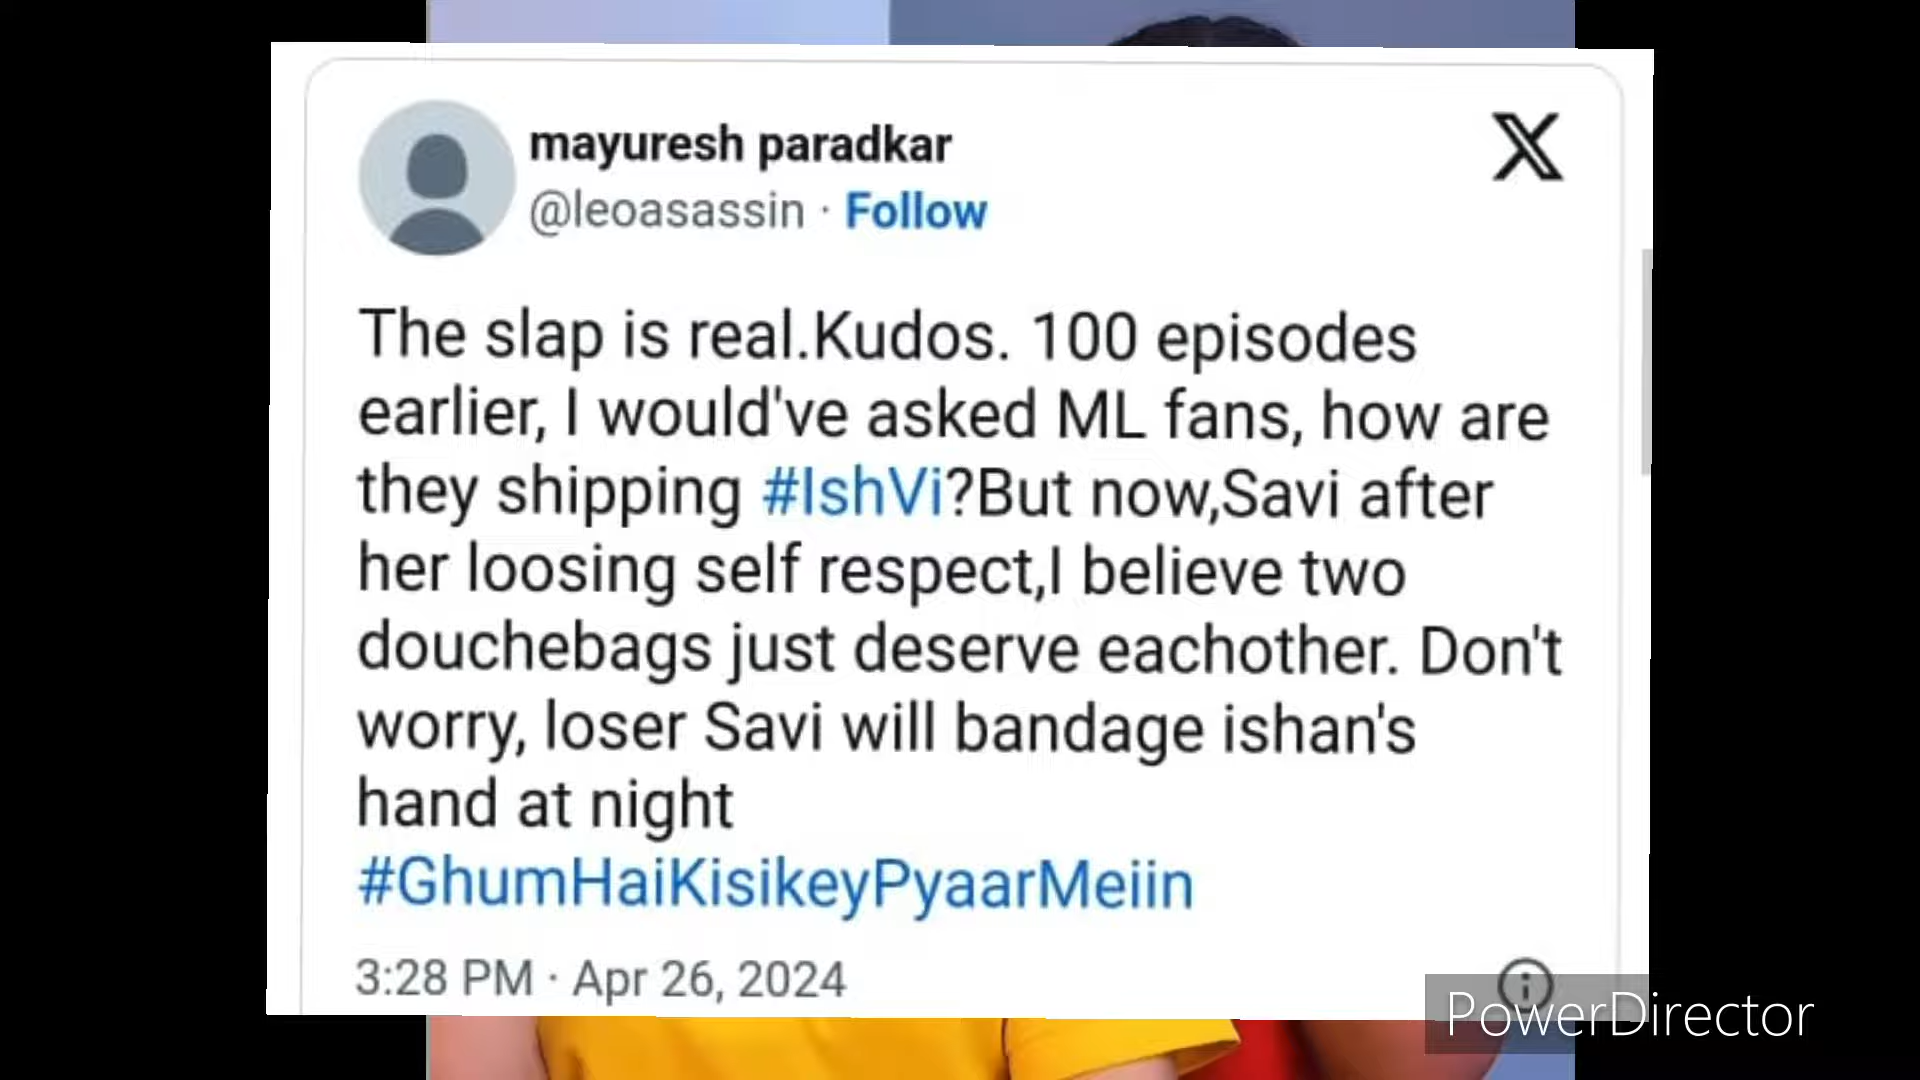 mayuresh paradkar
@leoasassin · Follow
The slap is real.Kudos. 100 episodes
earlier, I would've asked ML fans, how are
they shipping #IshVi?But now,Savi after
her loosing self respect,I believe two
douchebags just deserve eachother. Don't
worry, loser Savi will bandage ishan's
hand at night
#GhumHaiKisikeyPyaarMeiin
3:28 PM · Apr 26, 2024
PowerDirector